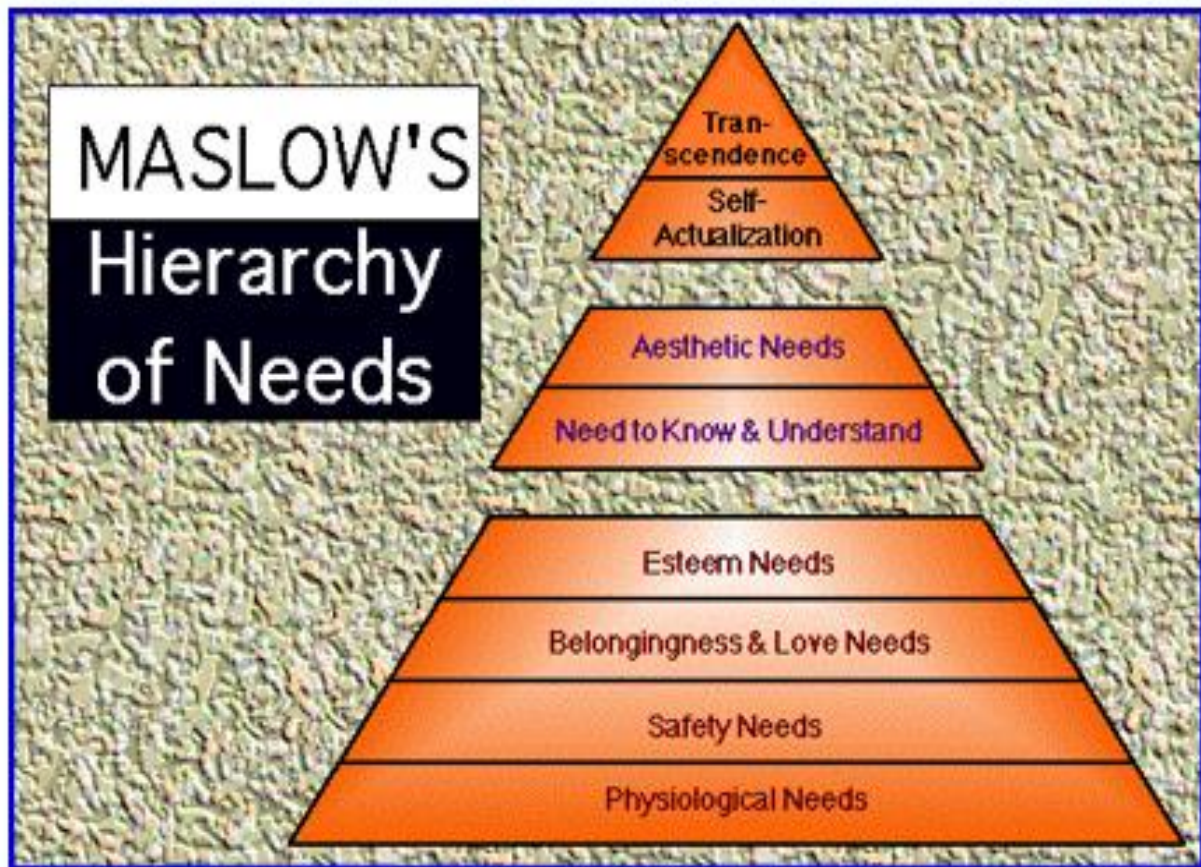 MASLOW'S
Hierarchy
of Needs
Tran-
scendence
Self-
Actualization
Aesthetic Needs
Need to Know & Understand
Esteem Needs
Belongingness & Love Needs
Safety Needs
Physiological Needs